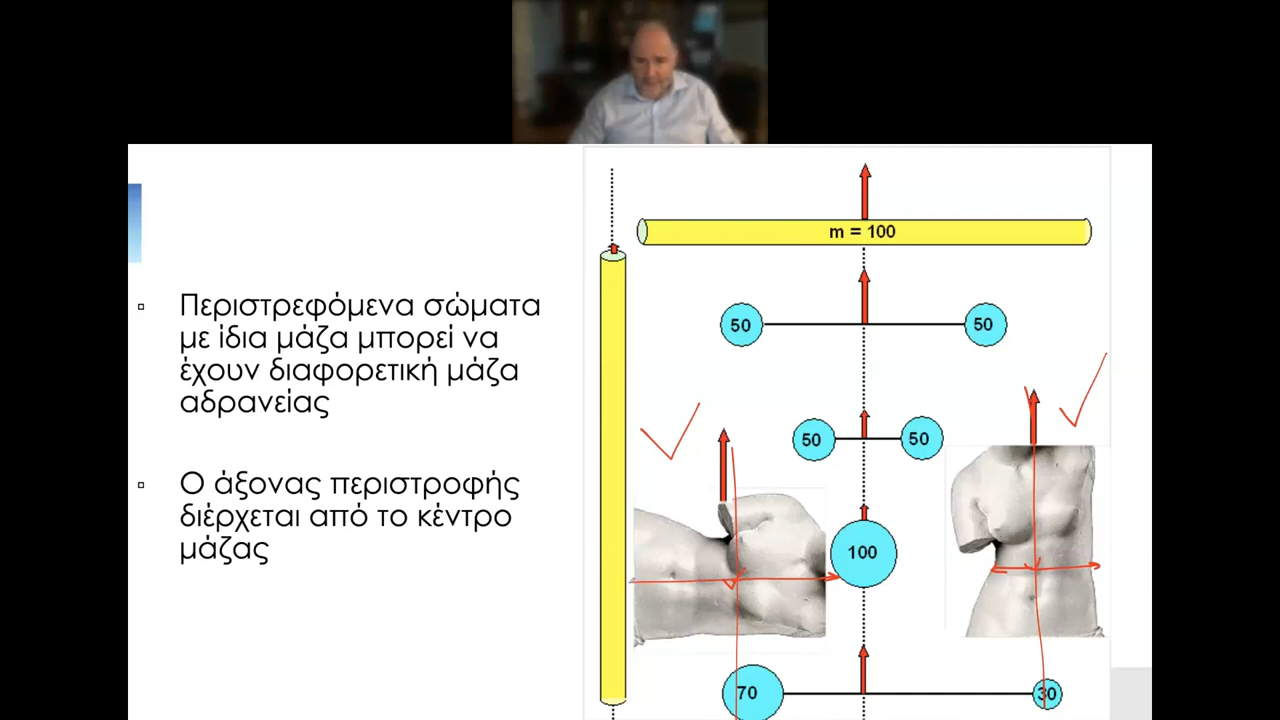 Περιστρεφόμενα σώματα
με ίδια μάζα μπορεί να
έχουν διαφορετική μάζα
αδρανείας
Ο άξονας περιστροφής
διέρχεται από το κέντρο
μάζας
m = 100
50
50
50
50
100
70
30